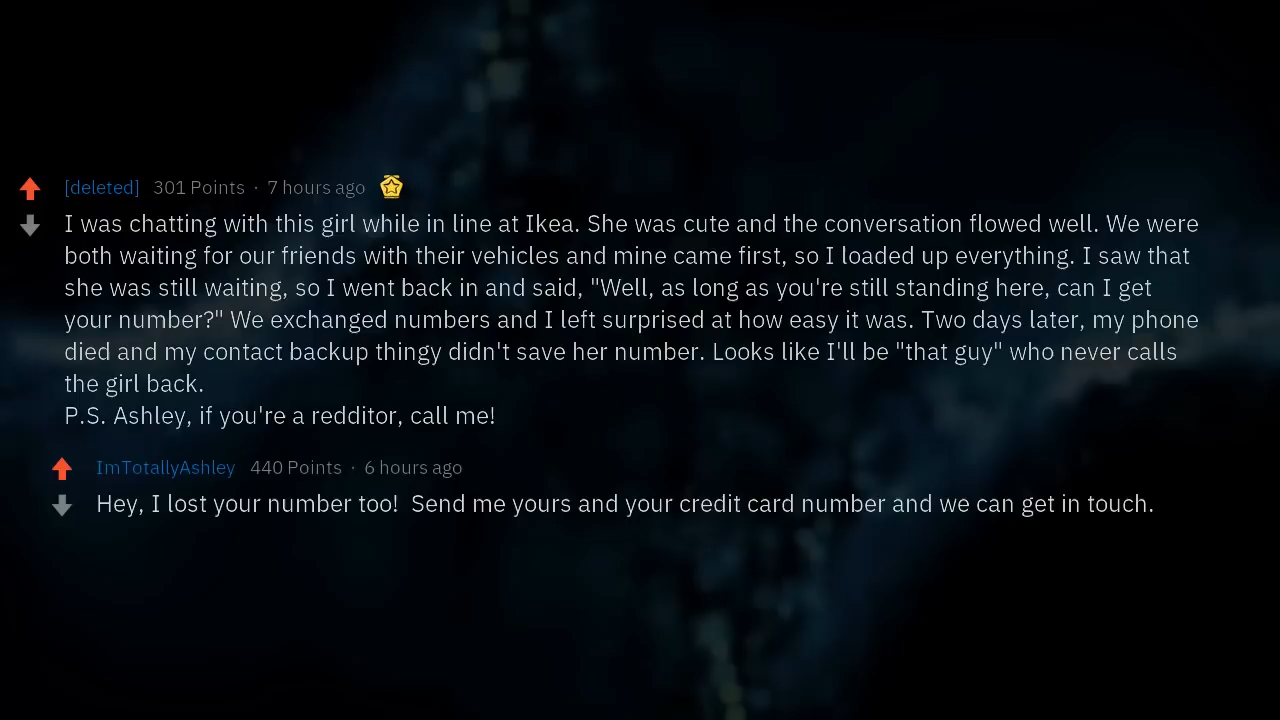 [deleted] 301 Points · 7 hours ago
I was chatting with this girl while in line at Ikea. She was cute and the conversation flowed well. We were
both waiting for our friends with their vehicles and mine came first, so I loaded up everything. I saw that
she was still waiting, so I went back in and said, "Well, as long as you're still standing here, can I get
your number?" We exchanged numbers and I left surprised at how easy it was. Two days later, my phone
died and my contact backup thingy didn't save her number. Looks like I'll be "that guy" who never calls
the girl back.
P.S. Ashley, if you're a redditor, call me!
ImTotallyAshley 440 Points · 6 hours ago
Hey, I lost your number too!  Send me yours and your credit card number and we can get in touch.